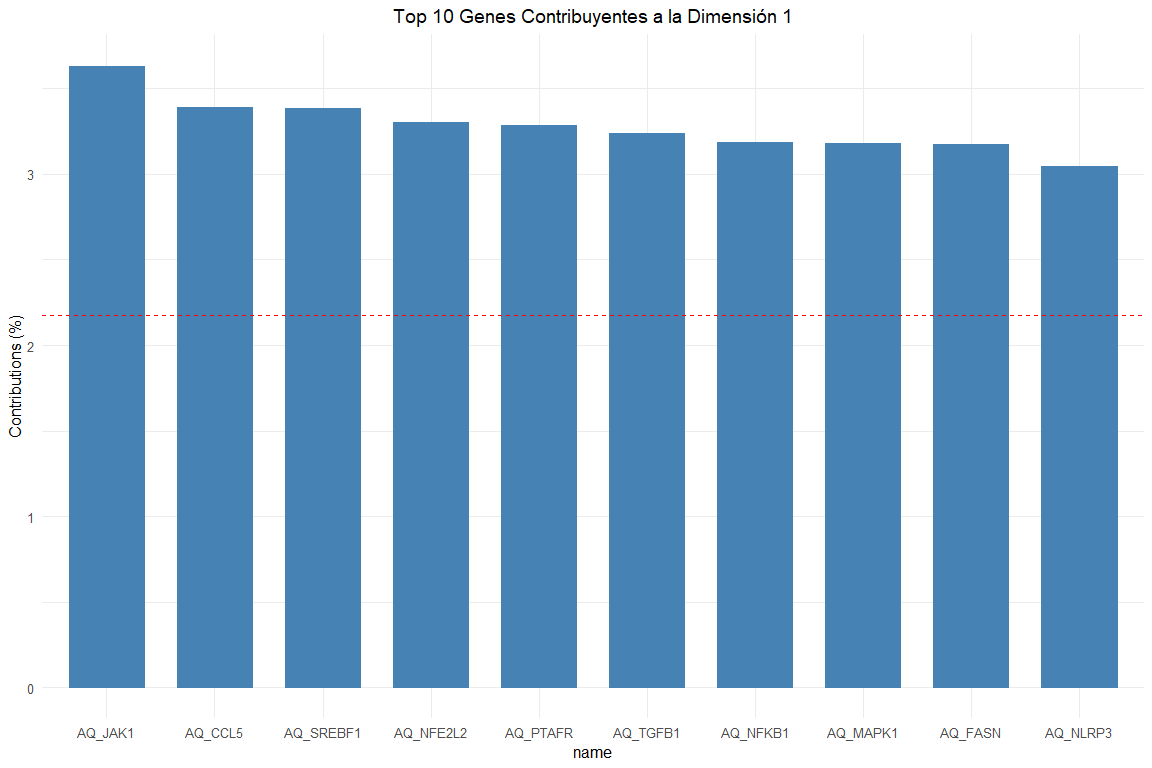 Top 10 Genes Contribuyentes a la Dimensión 1
Contributions (%)
3
2
1
0
AQ_JAK1 AQ_CCL5 AQ_SREBF1 AQ_NFE2L2 AQ_PTAFR AQ_TGFB1 AQ_NFKB1 AQ_MAPK1 AQ_FASN AQ_NLRP3
name